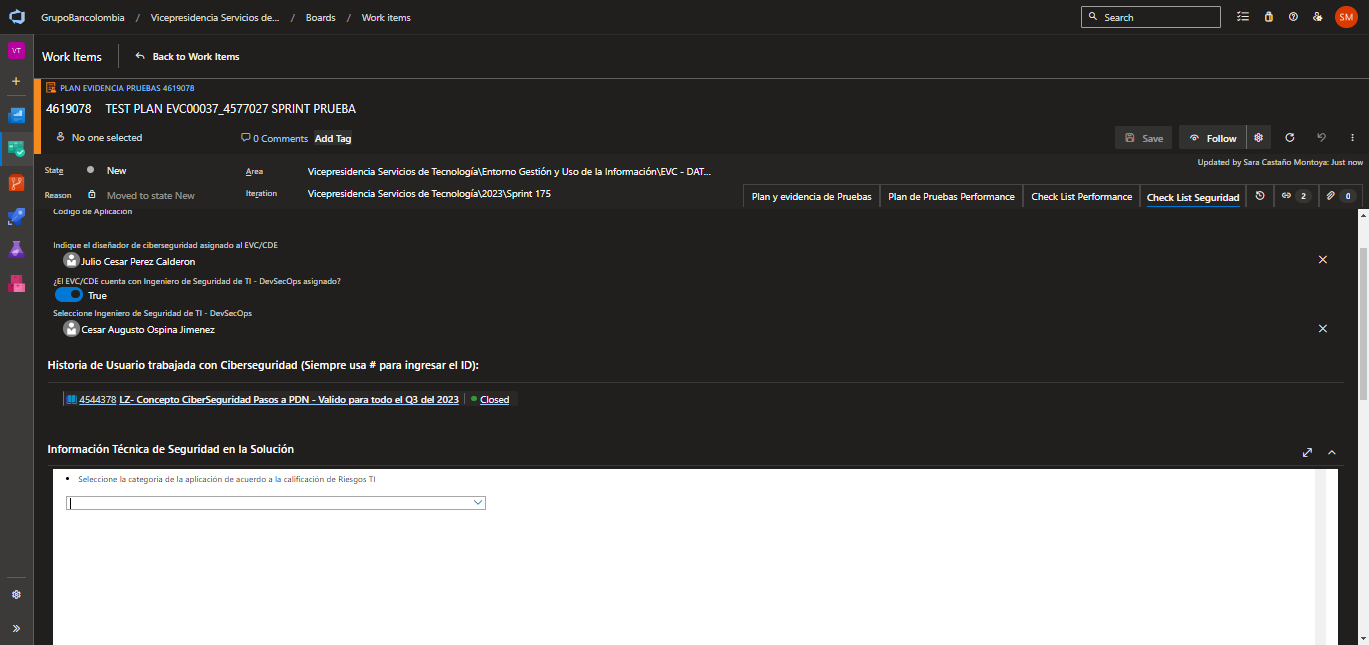 GrupoBancolombia / Vicepresidencia Servicios de... / Boards / Work items
Search
SM
VT
Work Items
Back to Work Items
PLAN EVIDENCIA PRUEBAS 4619078
4619078 TEST PLAN EVC00037_4577027 SPRINT PRUEBA
No one selected
0 Comments
Add Tag
Save
Follow
Updated by Sara Castaño Montoya: Just now
State New
Area Vicepresidencia Servicios de Tecnología\Entorno Gestión y Uso de la Información\EVC - DAT...
Reason Moved to state New
Iteration Vicepresidencia Servicios de Tecnología\2023\Sprint 175
Plan y evidencia de Pruebas
Plan de Pruebas Performance
Check List Performance
Check List Seguridad
2
0
Código de Aplicación
Indique el diseñador de ciberseguridad asignado al EVC/CDE
Julio Cesar Perez Calderon
¿El EVC/CDE cuenta con Ingeniero de Seguridad de TI - DevSecOps asignado?
True
Seleccione Ingeniero de Seguridad de TI - DevSecOps
Cesar Augusto Ospina Jimenez
Historia de Usuario trabajada con Ciberseguridad (Siempre usa # para ingresar el ID):
4544378 LZ- Concepto CiberSeguridad Pasos a PDN - Valido para todo el Q3 del 2023 Closed
Información Técnica de Seguridad en la Solución
Seleccione la categoria de la aplicación de acuerdo a la calificación de Riesgos TI